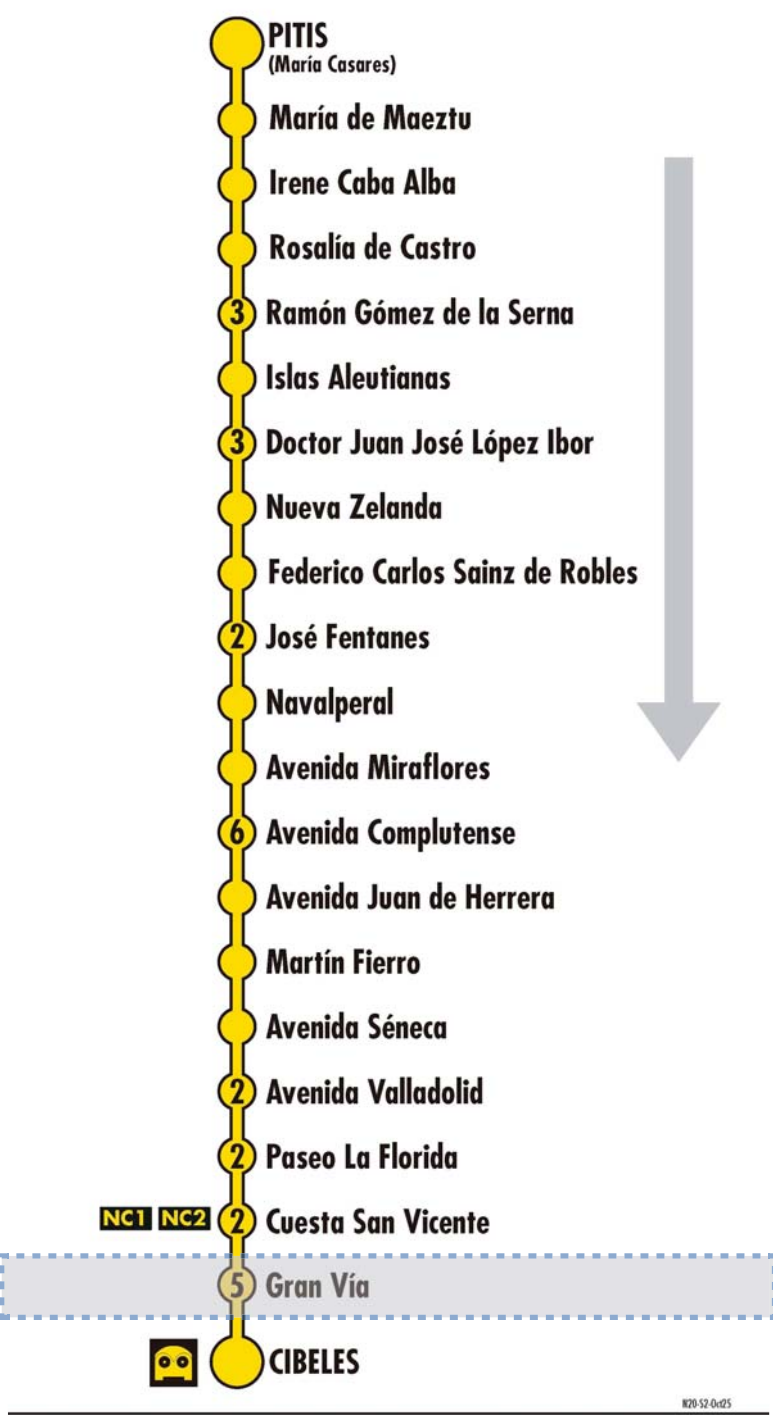 PITIS
(María Casares)
María de Maeztu
Irene Caba Alba
Rosalía de Castro
3 Ramón Gómez de la Serna
Islas Aleutianas
3 Doctor Juan José López Ibor
Nueva Zelanda
Federico Carlos Sainz de Robles
2 José Fentanes
Navalperal
Avenida Miraflores
6 Avenida Complutense
Avenida Juan de Herrera
Martín Fierro
Avenida Séneca
2 Avenida Valladolid
2 Paseo La Florida
NC1 NC2 2 Cuesta San Vicente
5 Gran Vía
CIBELES
N20-S2-Oct25